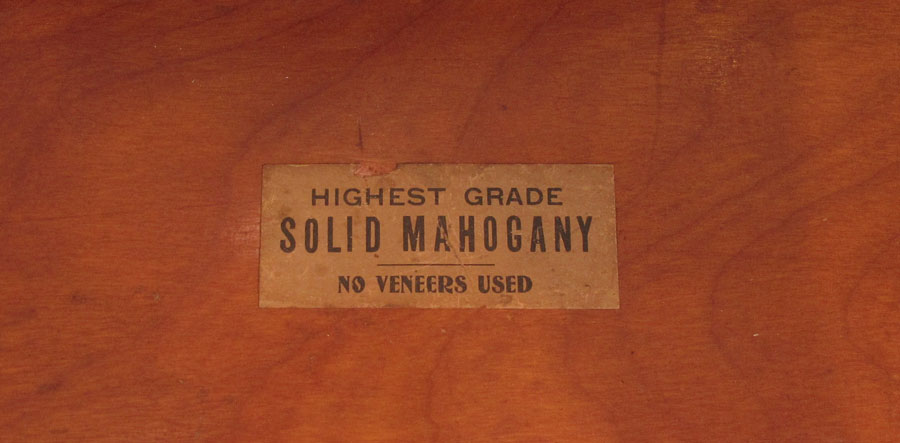 HIGHEST GRADE
SOLID MAHOGANY
NO VENEERS USED